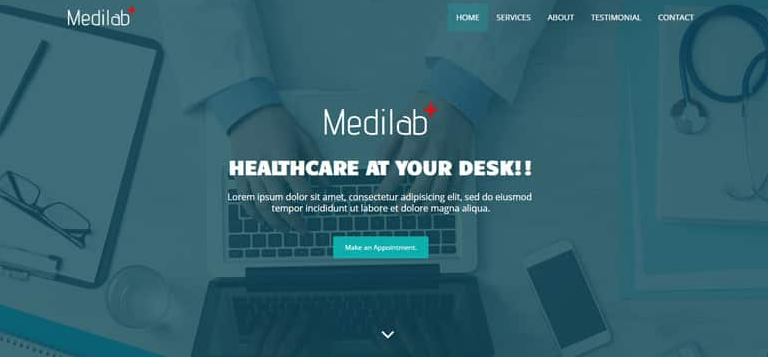 Medilab+
HOME SERVICES ABOUT TESTIMONIAL CONTACT
Medilab+
HEALTHCARE AT YOUR DESK!!
Lorem ipsum dolor sit amet, consectetur adipisicing elit, sed do eiusmod
tempor incididunt ut labore et dolore magna aliqua.
Make an Appointment.